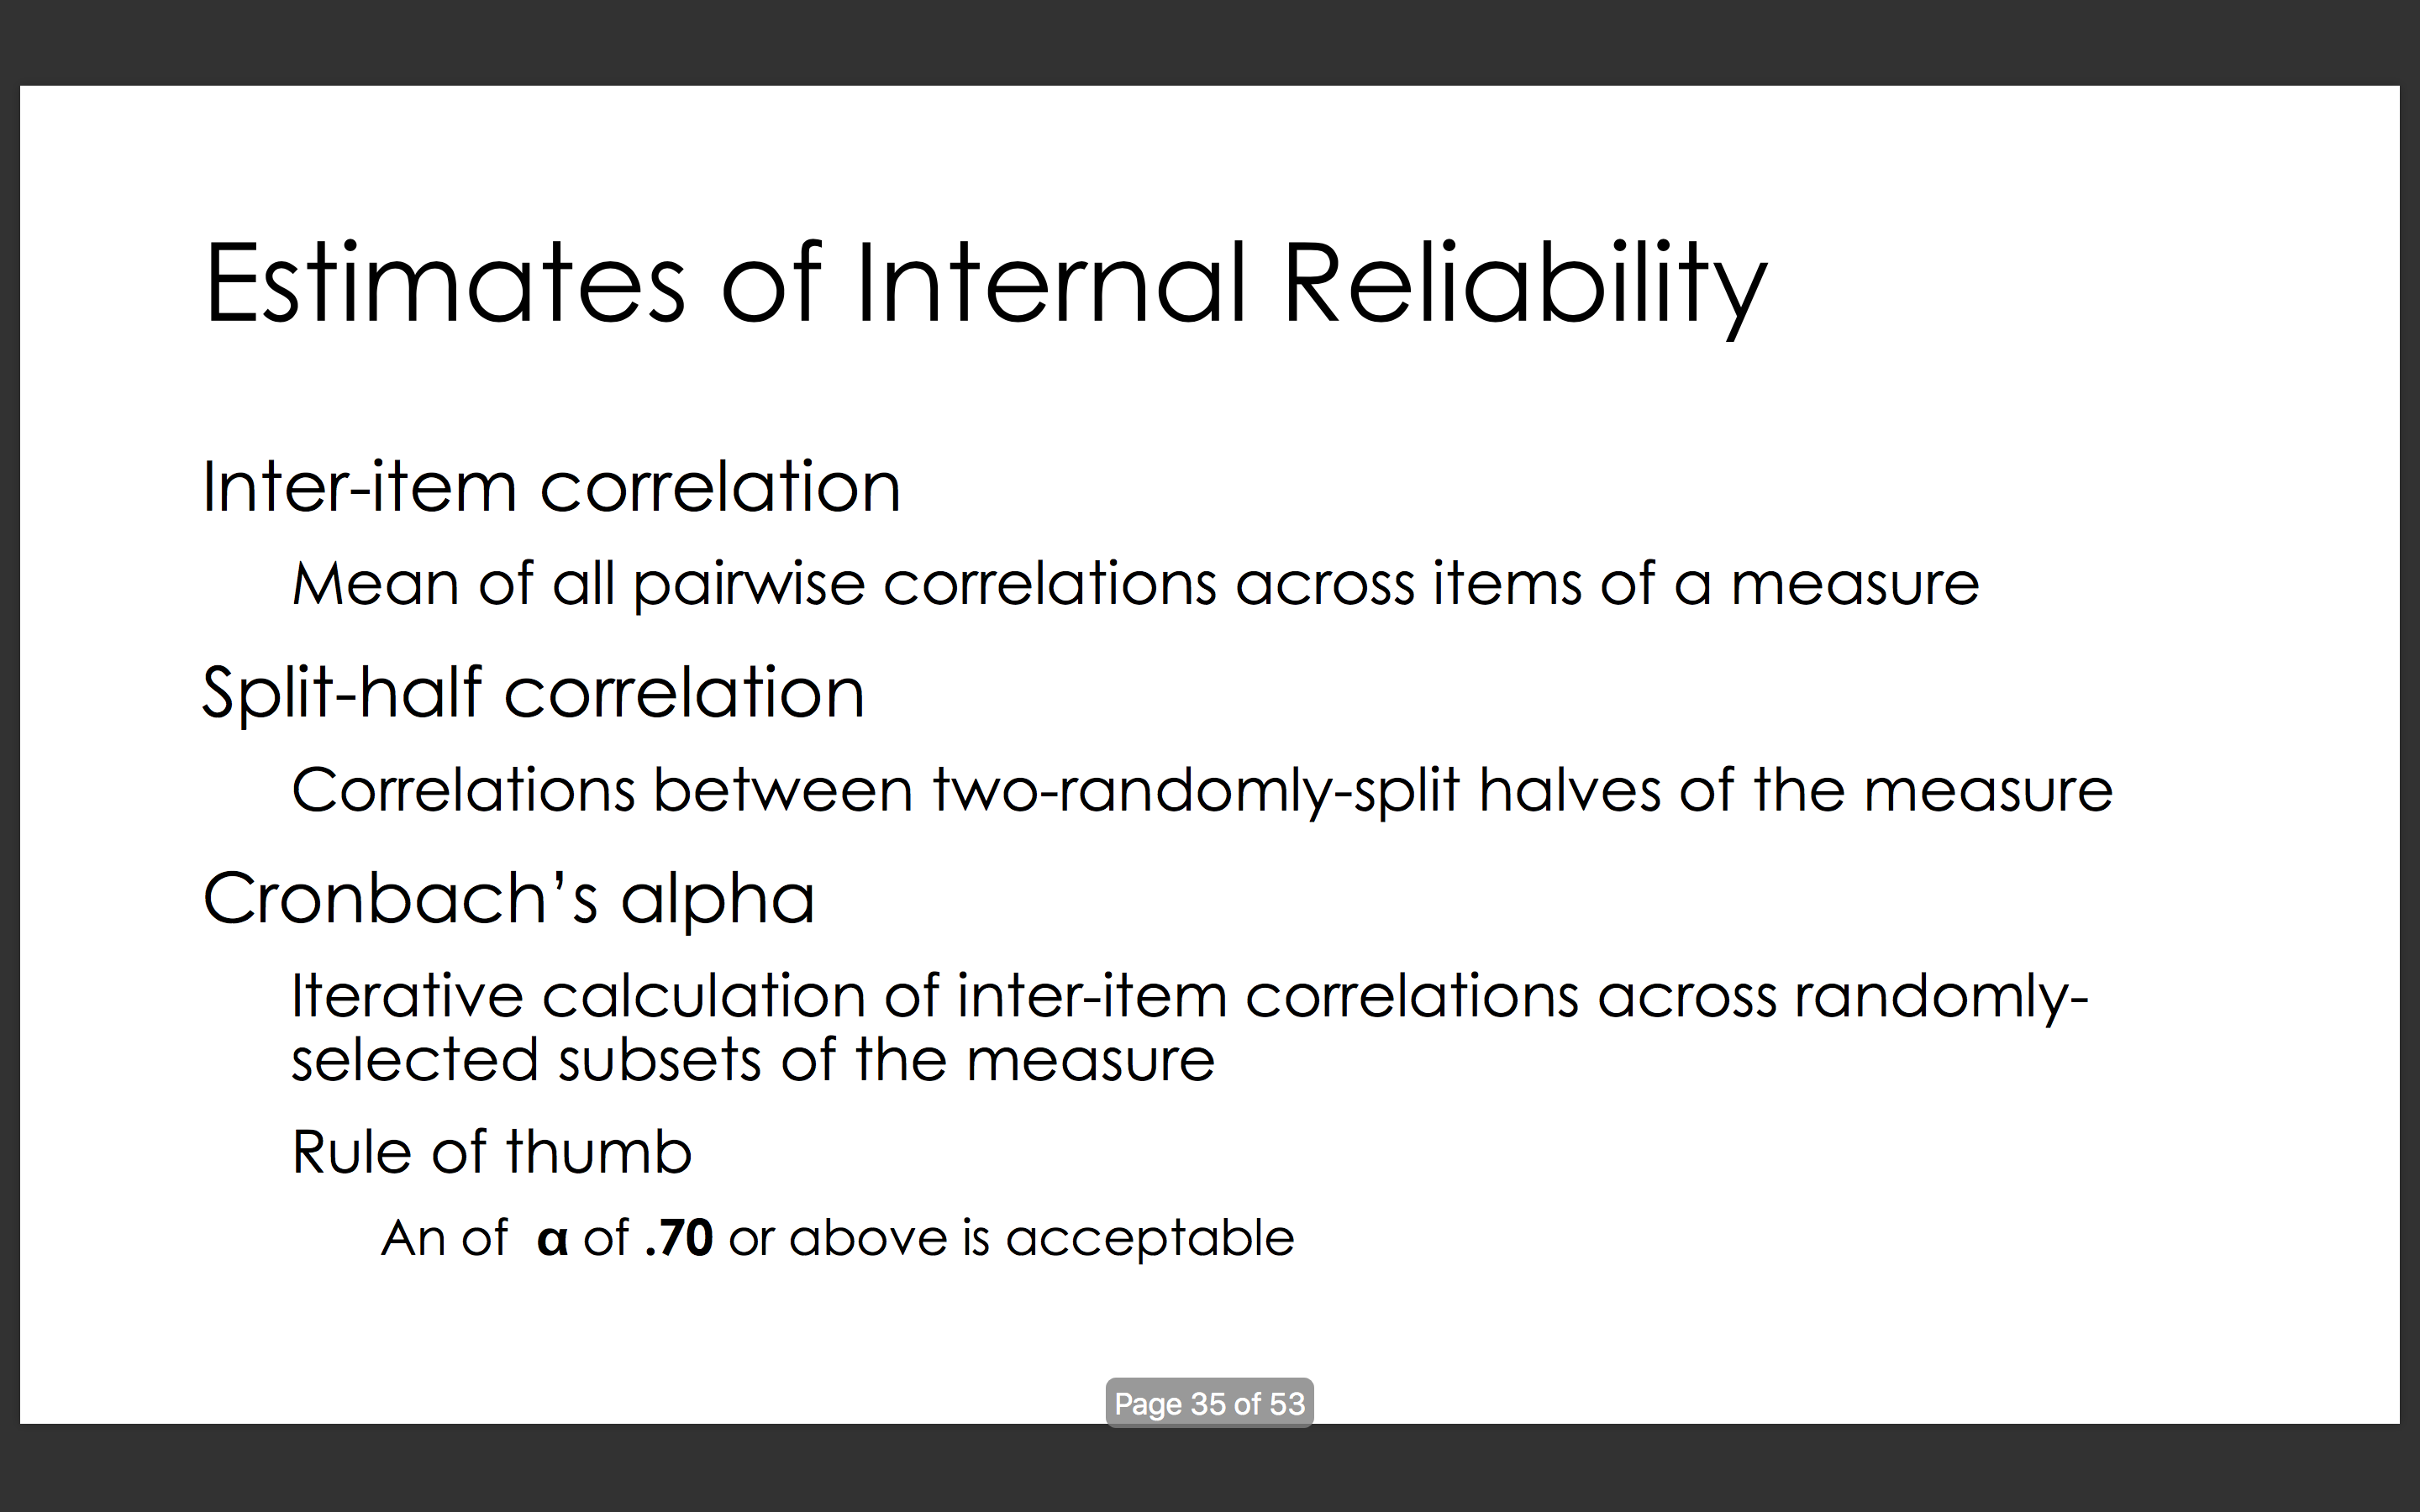 Estimates of Internal Reliability
Inter-item correlation
Mean of all pairwise correlations across items of a measure
Split-half correlation
Correlations between two-randomly-split halves of the measure
Cronbach’s alpha
Iterative calculation of inter-item correlations across randomly-
selected subsets of the measure
Rule of thumb
An of α of .70 or above is acceptable
Page 35 of 53